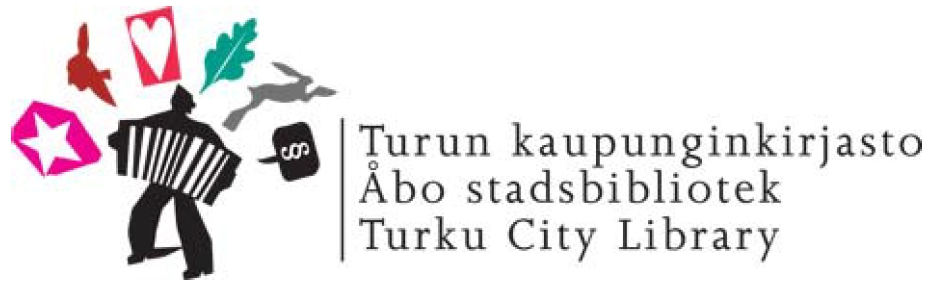 §
Turun kaupunginkirjasto
Åbo stadsbibliotek
Turku City Library